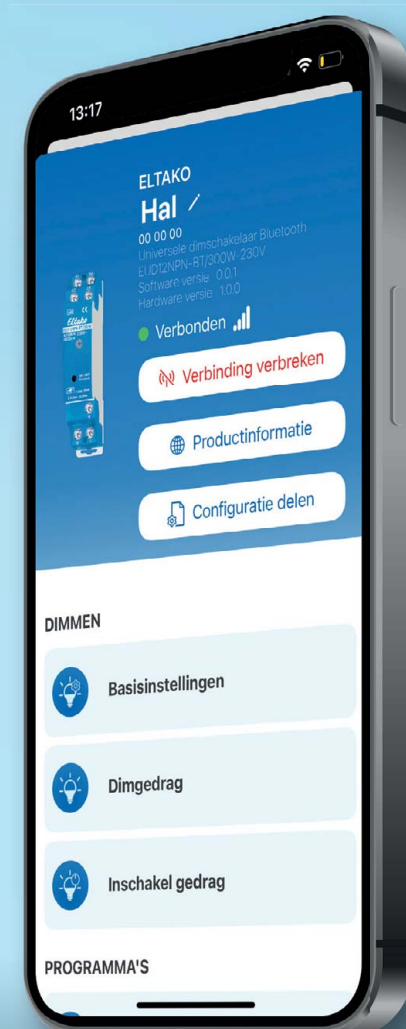 13:17
ELTAKO
Hal
00 00 00
Universele dimschakelaar Bluetooth
EUD12NPN-BT/300W-230V
Software versie 0.0.1
Hardware versie 1.0.0
Eltako
Verbonden
Verbinding verbreken
Productinformatie
Configuratie delen
DIMMEN
Basisinstellingen
Dimgedrag
Inschakel gedrag
PROGRAMMA'S